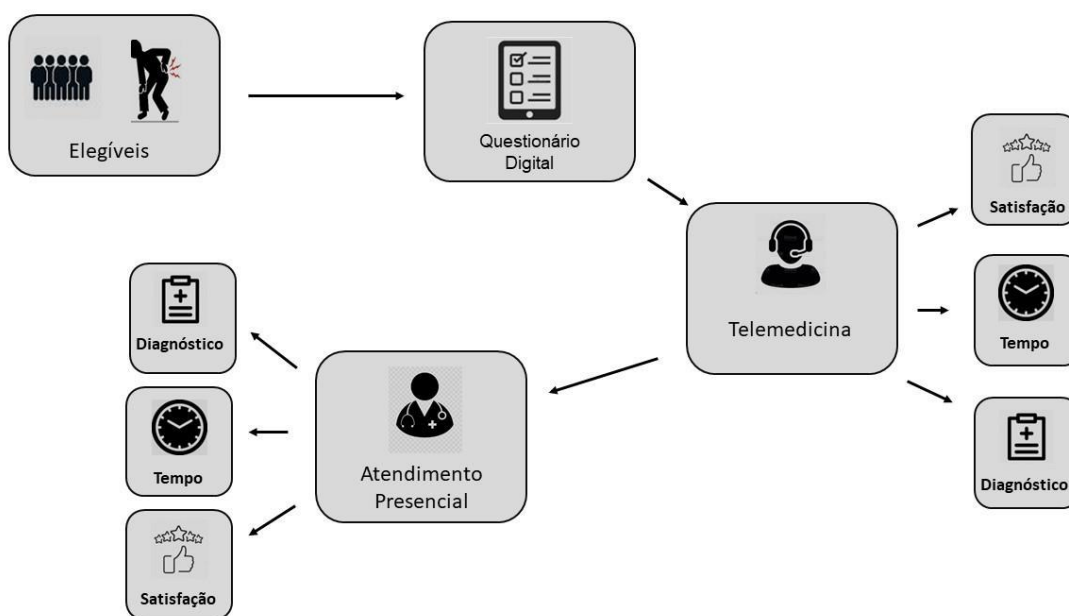 Elegíveis
Questionário
Digital
Telemedicina
Satisfação
Tempo
Diagnóstico
Atendimento
Presencial
Diagnóstico
Tempo
Satisfação